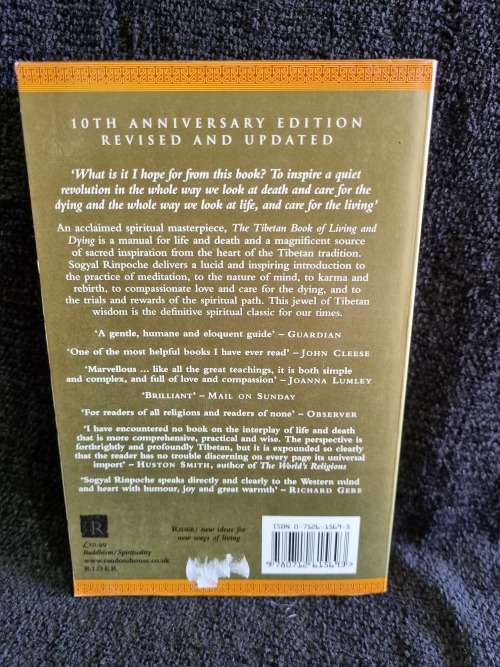 10TH ANNIVERSARY EDITION
REVISED AND UPDATED
'What is it I hope for from this book? To inspire a quiet
revolution in the whole way we look at death and care for the
dying and the whole way we look at life, and care for the living'
An acclaimed spiritual masterpiece, The Tibetan Book of Living and
Dying is a manual for life and death and a magnificent source
of sacred inspiration from the heart of the Tibetan tradition.
Sogyal Rinpoche delivers a lucid and inspiring introduction to
the practice of meditation, to the nature of mind, to karma and
rebirth, to compassionate love and care for the dying, and to
the trials and rewards of the spiritual path. This jewel of Tibetan
wisdom is the definitive spiritual classic for our times.
'A gentle, humane and eloquent guide' – GUARDIAN
'One of the most helpful books I have ever read' – JOHN CLEESE
'Marvellous ... like all the great teachings, it is both simple
and complex, and full of love and compassion' – JOANNA LUMLEY
'BRILLIANT' – MAIL ON SUNDAY
'For readers of all religions and readers of none' – OBSERVER
'I have encountered no book on the interplay of life and death
that is more comprehensive, practical and wise. The perspective is
forthrightly and profoundly Tibetan, but it is expounded so clearly
that the reader has no trouble discerning on every page its universal
import' – HUSTON SMITH, author of The World's Religions
'Sogyal Rinpoche speaks directly and clearly to the Western mind
and heart with humour, joy and great warmth' – RICHARD GERE
R
RIDER: new ideas for
new ways of living
Buddhism/Spirituality
www.randomhouse.co.uk
RIDER
ISBN 0-7126-1569-5